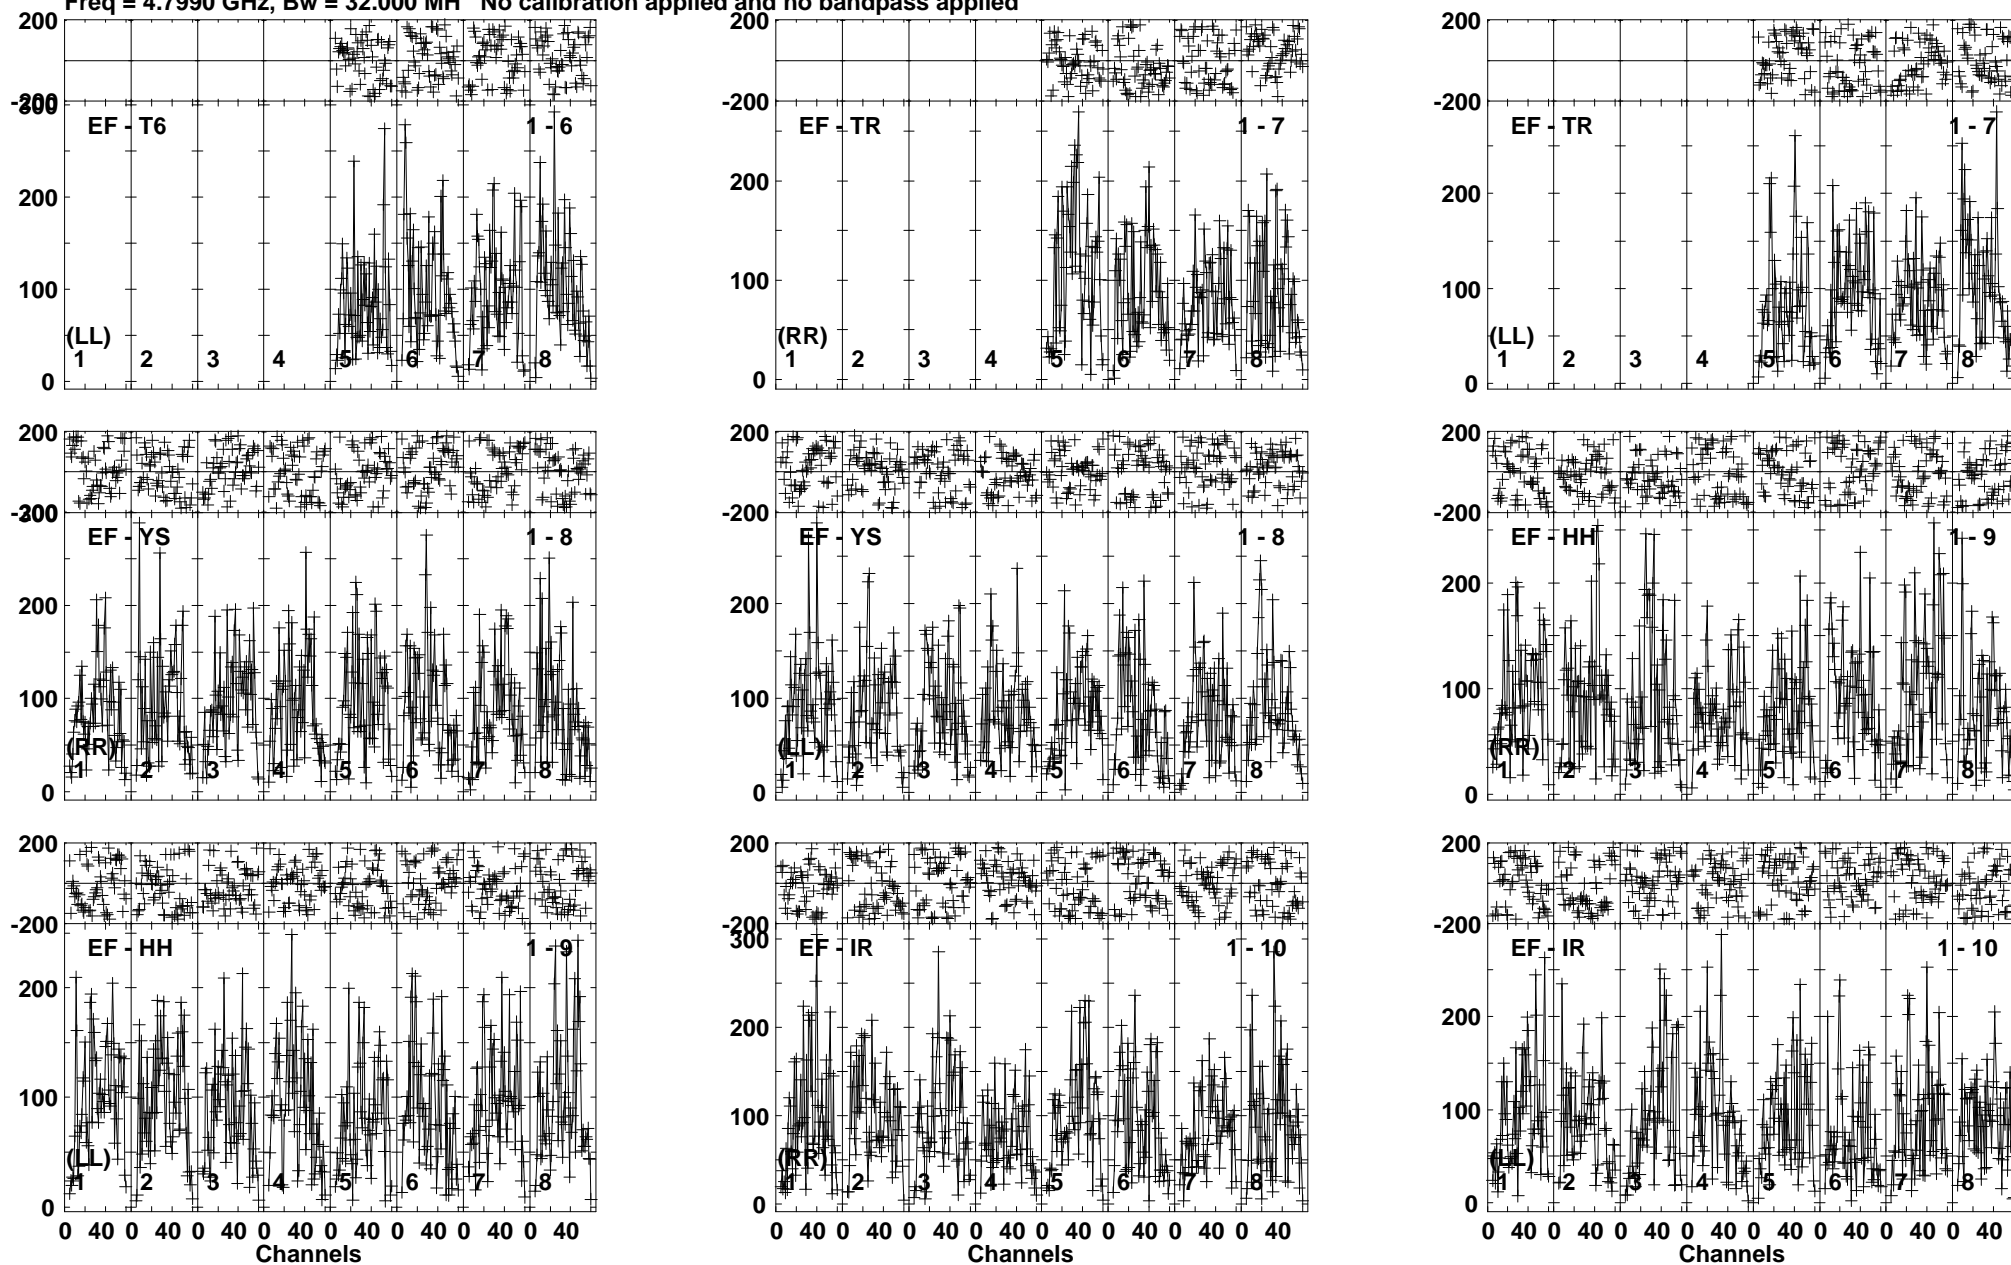 Freq = 4.7990 GHz, Bw = 32.000 MH No calibration applied and no bandpass applied
200 200 200
-200 -200 -200
300
EF - T6 1 - 6 EF - TR 1 - 7 EF - TR 1 - 7
200 200 200
100 100 100
(LL) (RR) (LL)
1 2 3 4 5 6 7 8 1 2 3 4 5 6 7 8 1 2 3 4 5 6 7 8
0 0 0
200 200 200
-200 -200 -200
300
EF - YS 1 - 8 EF - YS 1 - 8 EF - HH 1 - 9
200 200 200
100 100 100
(RR) (LL) (RR)
1 2 3 4 5 6 7 8 1 2 3 4 5 6 7 8 1 2 3 4 5 6 7 8
0 0 0
200 200 200
-200 -200 -200
300
EF - HH 1 - 9 EF - IR 1 - 10 EF - IR 1 - 10
200 200 200
100 100 100
(LL) (RR) (LL)
1 2 3 4 5 6 7 8 1 2 3 4 5 6 7 8 1 2 3 4 5 6 7 8
0 0 0
0 40 0 40 0 40 0 40 0 40 0 40 0 40 0 40 0 40 0 40 0 40 0 40 0 40 0 40 0 40 0 40 0 40 0 40 0 40 0 40 0 40 0 40 0 40 0 40
Channels Channels Channels